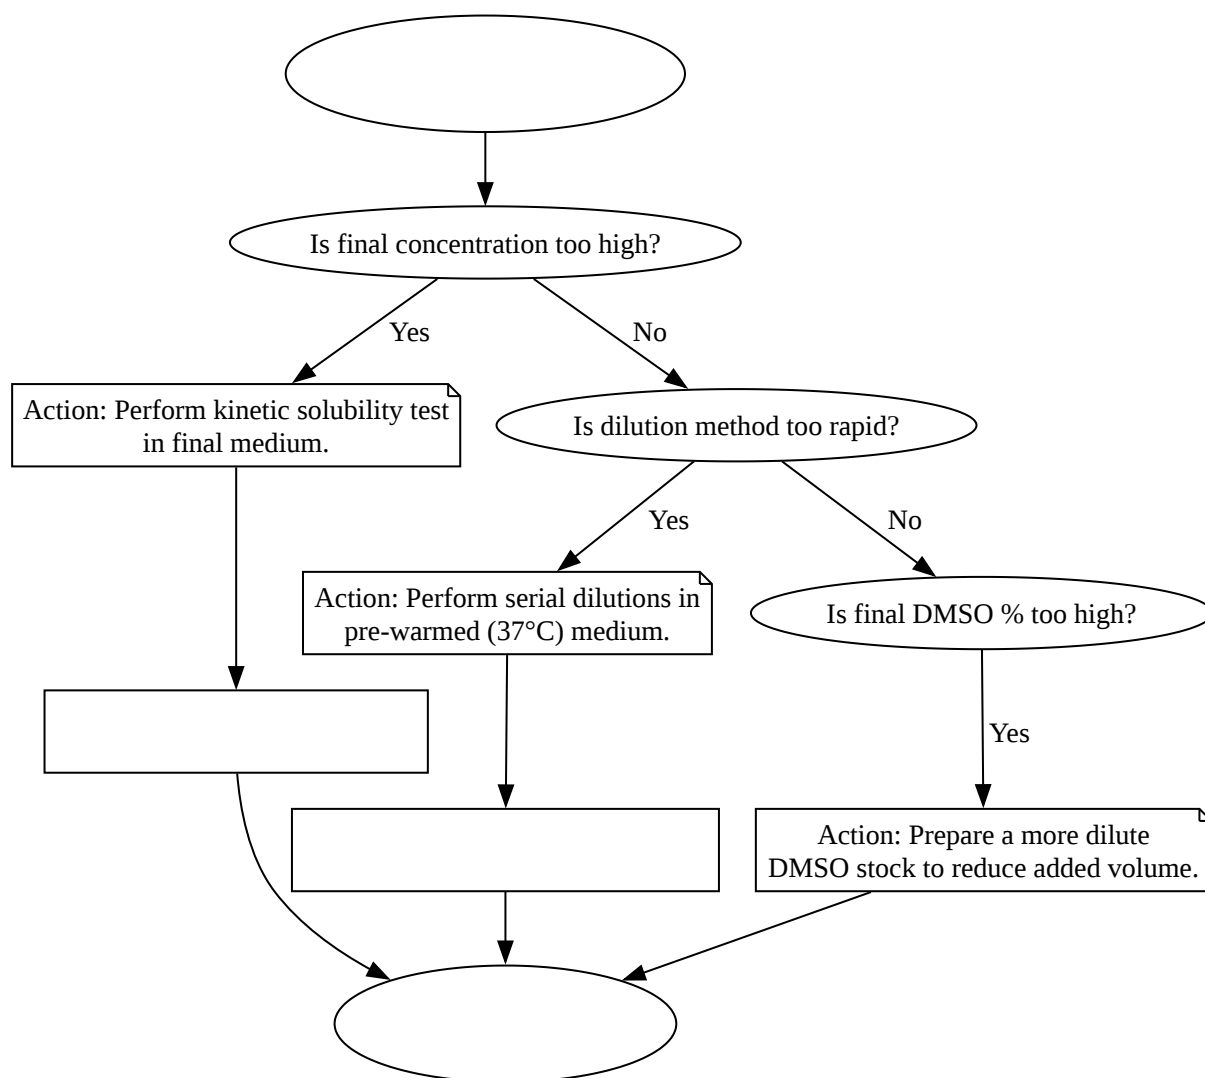 Is final concentration too high?
Yes
No
Action: Perform kinetic solubility test
in final medium.
Is dilution method too rapid?
Yes
No
Action: Perform serial dilutions in
pre-warmed (37°C) medium.
Is final DMSO % too high?
Yes
Action: Prepare a more dilute
DMSO stock to reduce added volume.